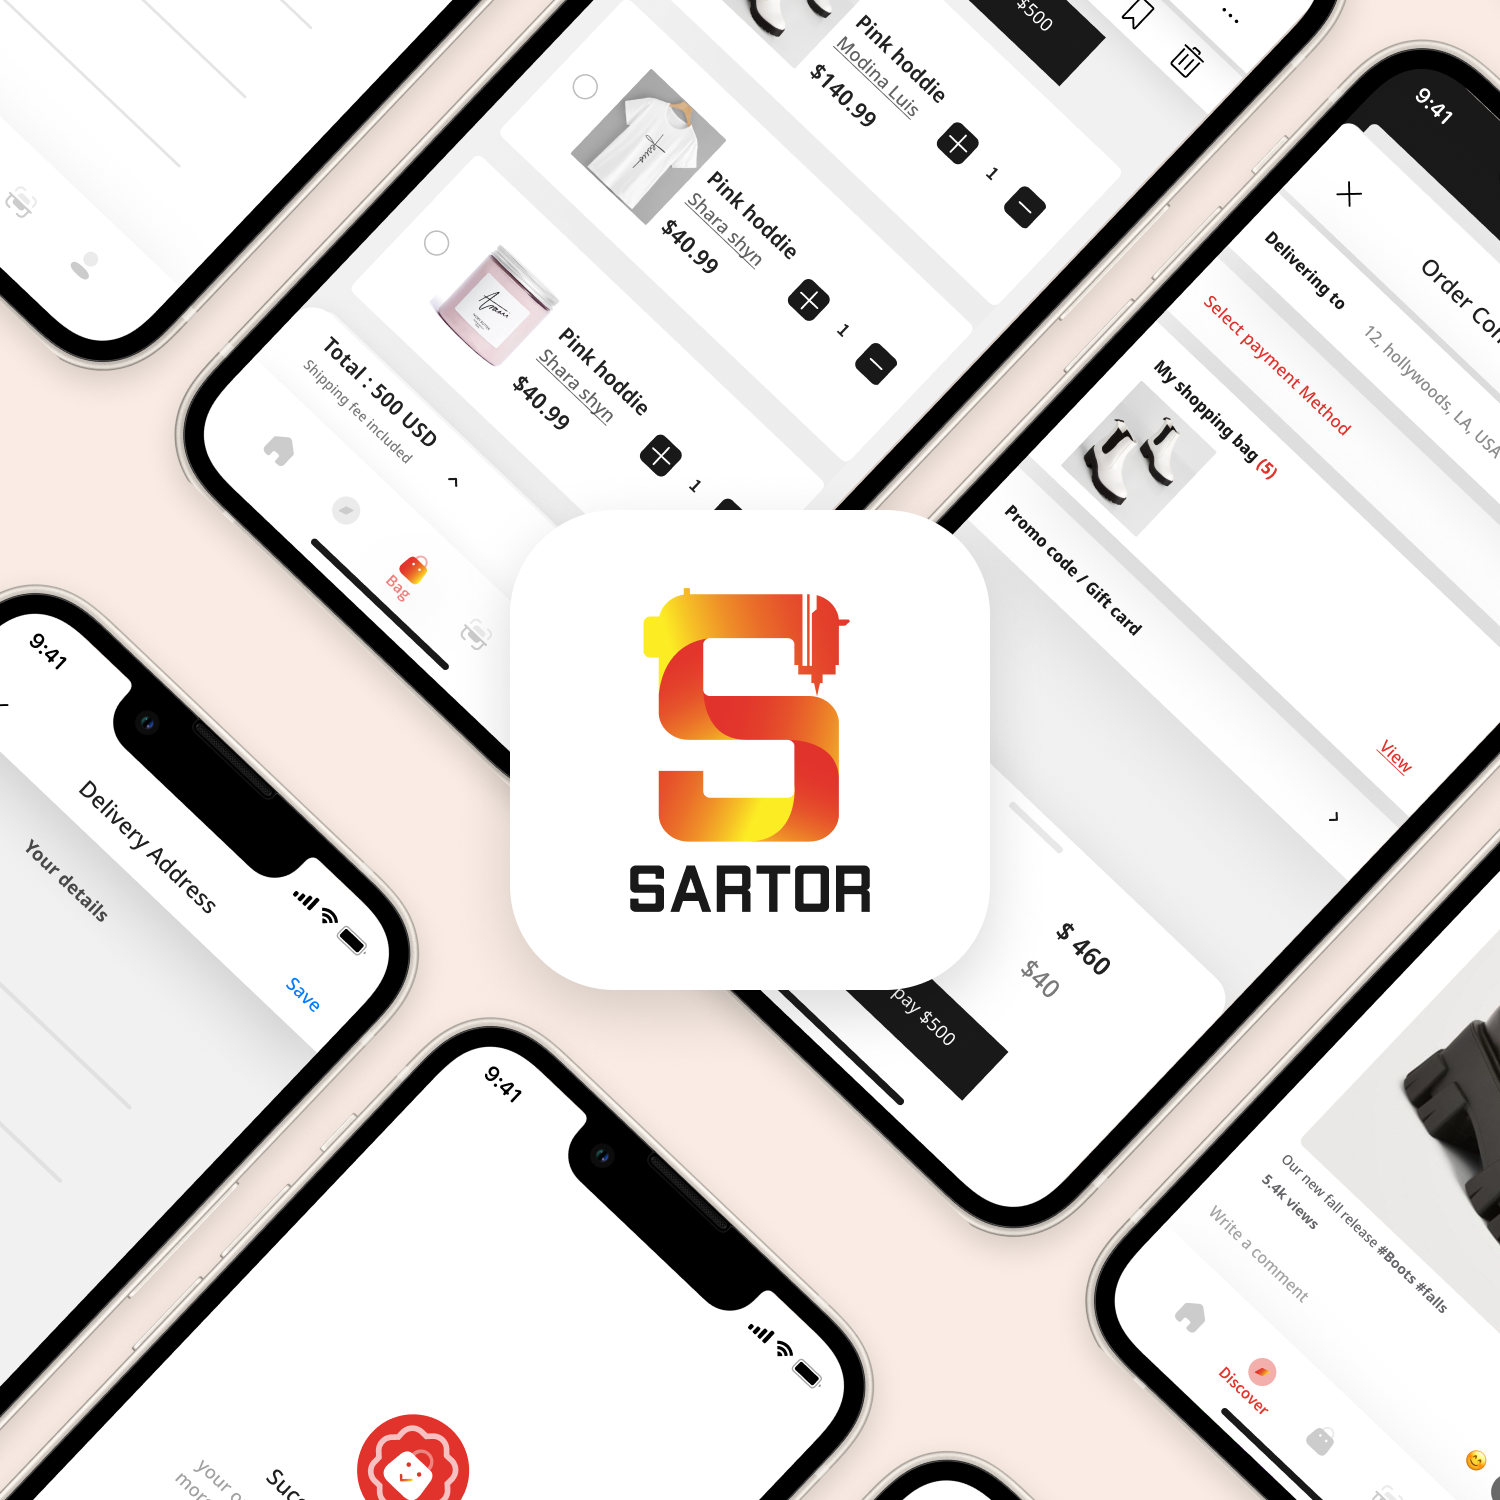 $500
Pink hoddie
Modina Luis
$140.99
1
Pink hoddie
Shara shyn
$40.99
1
Pink hoddie
Shara shyn
$40.99
1
Total : 500 USD
Shipping fee included
Bag
9:41
Order
Delivering to
12, hollywoods, LA, USA
Select payment Method
My shopping bag (5)
View
Promo code / Gift card
$ 460
$40
pay $500
SARTOR
9:41
Delivery Address
Your details
Save
9:41
your
Our new fall release #Boots #falls
5.4k views
Write a comment
Discover